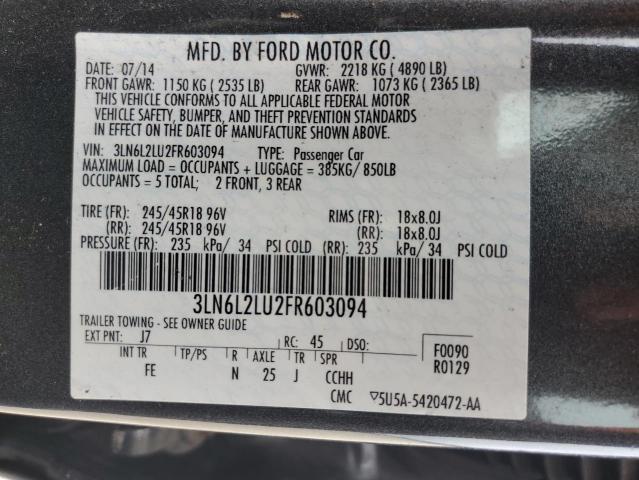 MFD. BY FORD MOTOR CO.
DATE: 07/14 GVWR: 2218 KG ( 4890 LB)
FRONT GAWR: 1150 KG ( 2535 LB) REAR GAWR: 1073 KG ( 2365 LB)
THIS VEHICLE CONFORMS TO ALL APPLICABLE FEDERAL MOTOR
VEHICLE SAFETY, BUMPER, AND THEFT PREVENTION STANDARDS
IN EFFECT ON THE DATE OF MANUFACTURE SHOWN ABOVE.
VIN: 3LN6L2LU2FR603094 TYPE: Passenger Car
MAXIMUM LOAD = OCCUPANTS + LUGGAGE = 385KG/ 850LB
OCCUPANTS = 5 TOTAL; 2 FRONT, 3 REAR
TIRE (FR): 245/45R18 96V RIMS (FR): 18x8.0J
(RR): 245/45R18 96V (RR): 18x8.0J
PRESSURE (FR): 235 kPa/ 34 PSI COLD (RR): 235 kPa/ 34 PSI COLD
3LN6L2LU2FR603094
TRAILER TOWING - SEE OWNER GUIDE
EXT PNT: J7 RC: 45 DSO: F0090
INT TR TP/PS R AXLE TR SPR R0129
FE N 25 J CCHH
CMC ▽5U5A-5420472-AA